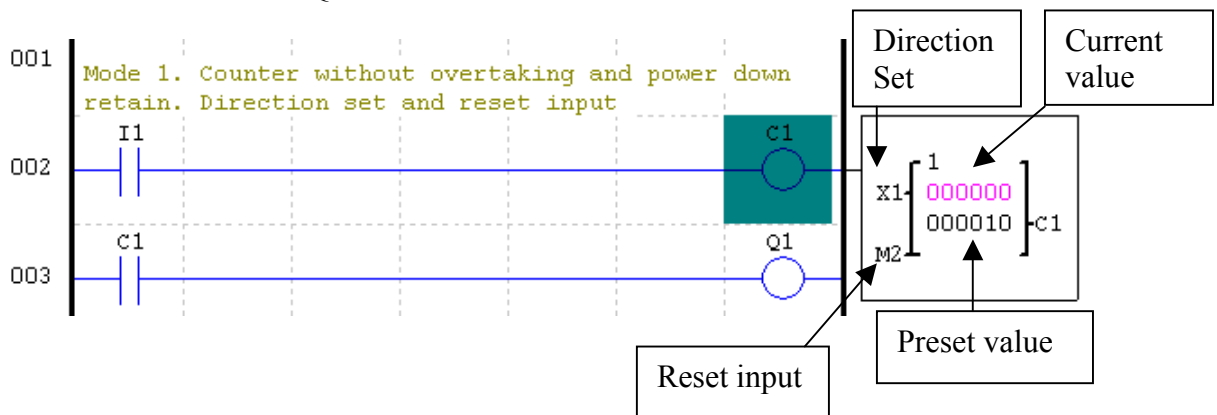 Direction
Set
Current
value
001
Mode 1. Counter without overtaking and power down
retain. Direction set and reset input
I1
C1
002
1
X1
000000
000010
C1
M2
C1
Q1
003
Preset value
Reset input